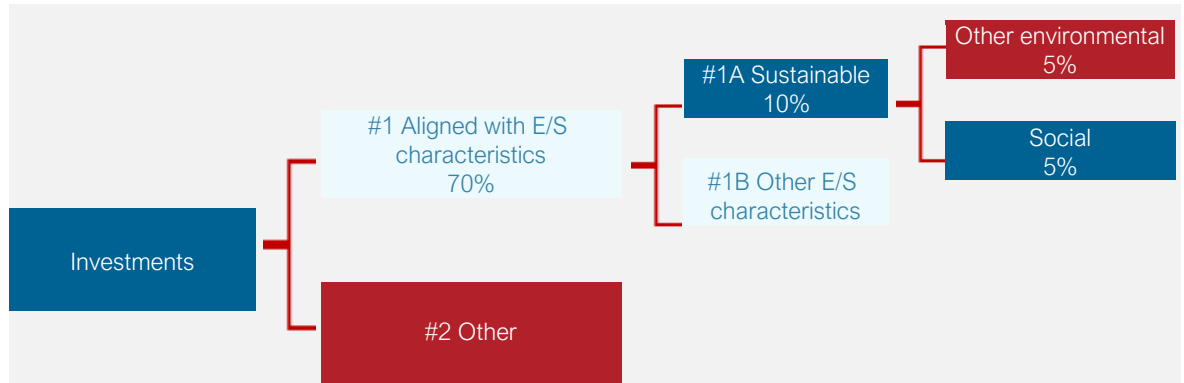 Investments
#1 Aligned with E/S
characteristics
70%
#2 Other
#1A Sustainable
10%
#1B Other E/S
characteristics
Other environmental
5%
Social
5%